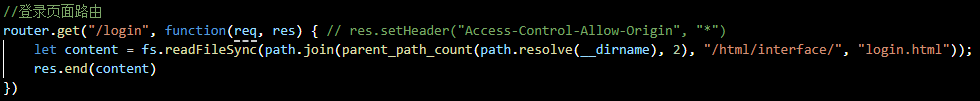 //登录页面路由
router.get("/login", function(req, res) { // res.setHeader("Access-Control-Allow-Origin", "*")
    let content = fs.readFileSync(path.join(parent_path_count(path.resolve(__dirname), 2), "/html/interface/", "login.html"));
    res.end(content)
})